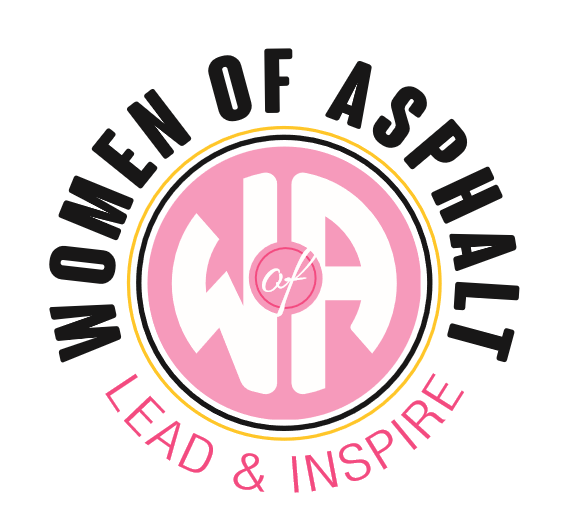 WOMEN OF ASPHALT
W of A
LEAD & INSPIRE